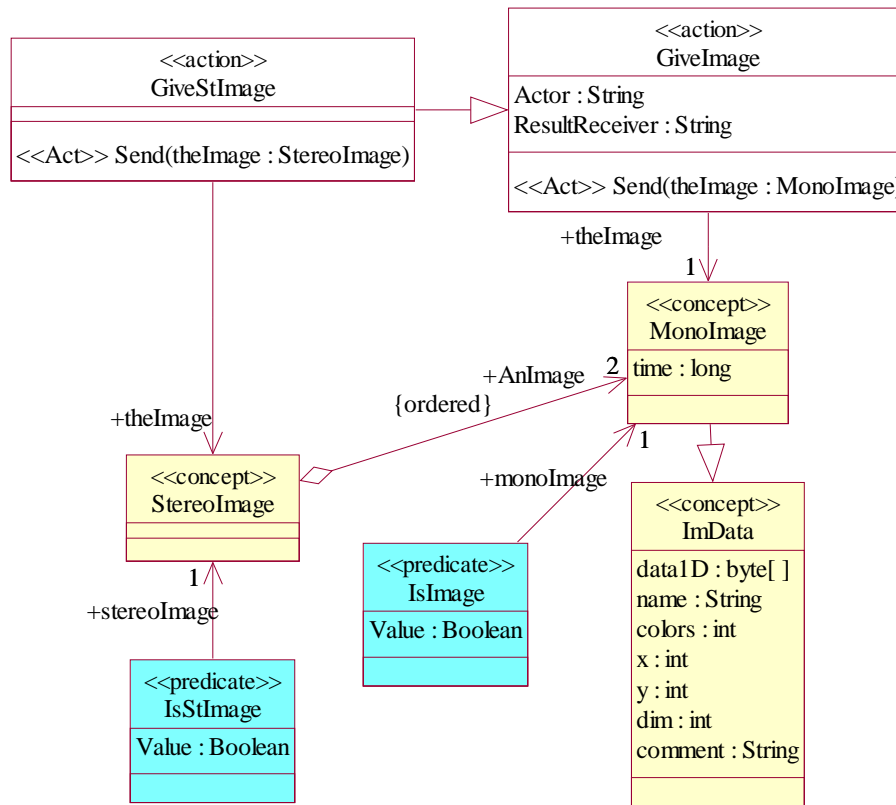 <<action>>
GiveStImage
<<Act>> Send(theImage : StereoImage)
<<action>>
GiveImage
Actor : String
ResultReceiver : String
<<Act>> Send(theImage : MonoImage)
+theImage
1
<<concept>>
MonoImage
time : long
2
+AnImage
{ordered}
+theImage
1
+monoImage
<<concept>>
StereoImage
1
+stereoImage
<<predicate>>
IsImage
Value : Boolean
<<concept>>
ImData
data1D : byte[ ]
name : String
colors : int
x : int
y : int
dim : int
comment : String
<<predicate>>
IsStImage
Value : Boolean